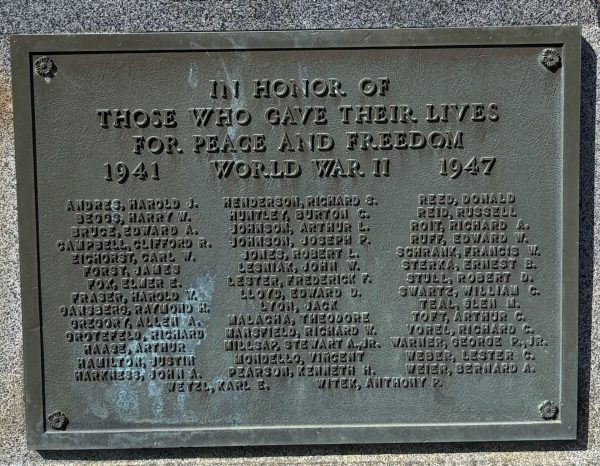 IN HONOR OF
THOSE WHO GAVE THEIR LIVES
FOR PEACE AND FREEDOM
1941 WORLD WAR II 1947
ANDRES, HAROLD J.
BEGGS, HARRY W.
BRUCE, EDWARD A.
CAMPBELL, CLIFFORD R.
EICHORST, CARL W.
FORST, JAMES
FOX, ELMER E.
FRASER, HAROLD W.
GANSBERG, RAYMOND H.
GREGORY, ALLEN A.
GROTEFELD, RICHARD
HAASE, ARTHUR
HAMILTON, JUSTIN
HARKNESS, JOHN A.
HENDERSON, RICHARD S.
HUNTLEY, BURTON C.
JOHNSON, ARTHUR L.
JOHNSON, JOSEPH P.
JONES, ROBERT L.
LESNIAK, JOHN W.
LESTER, FREDERICK F.
LLOYD, EDWARD D.
LYON, JACK
MALACHA, THEODORE
MANSFIELD, RICHARD W.
MILLSAP, STEWART A., JR.
MONDELLO, VINCENT
PEARSON, KENNETH H.
REED, DONALD
REID, RUSSELL
ROIT, RICHARD A.
RUFF, EDWARD W.
SCHRANK, FRANCIS W.
STERKA, ERNEST B.
STULL, ROBERT D.
SWARTZ, WILLIAM C.
TEAL, GLEN M.
TOFT, ARTHUR C.
VOREL, RICHARD C.
WARNER, GEORGE P., JR.
WEBER, LESTER C.
WEIER, BERNARD A.
WETZL, KARL E. WITEK, ANTHONY P.